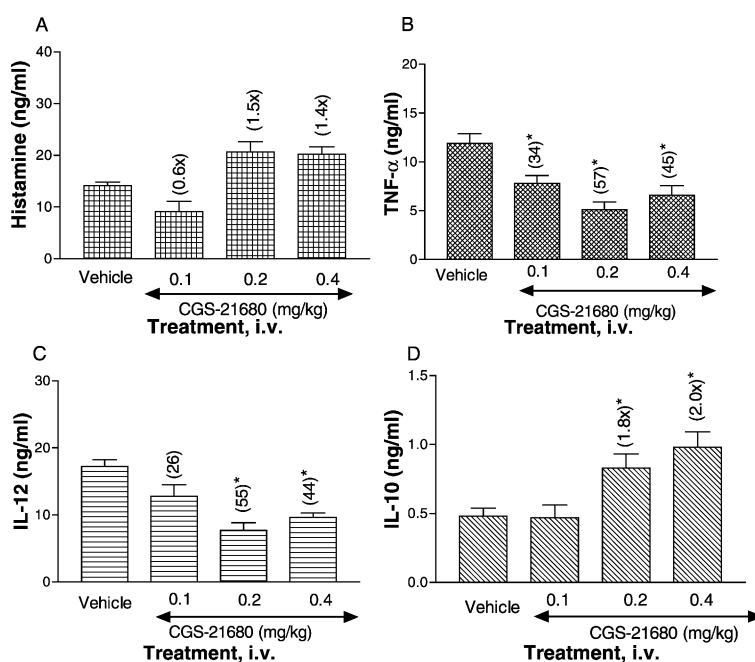 A
Histamine (ng/ml)
40
30
20
10
0
(0.6x)
(1.5x)
(1.4x)
Vehicle 0.1 0.2 0.4
CGS-21680 (mg/kg)
Treatment, i.v.
B
TNF-α (ng/ml)
20
15
10
5
0
(34)*
(57)*
(45)*
Vehicle 0.1 0.2 0.4
CGS-21680 (mg/kg)
Treatment, i.v.
C
IL-12 (ng/ml)
30
20
10
0
(26)
(55)*
(44)*
Vehicle 0.1 0.2 0.4
CGS-21680 (mg/kg)
Treatment, i.v.
D
IL-10 (ng/ml)
1.5
1.0
0.5
0.0
(1.8x)*
(2.0x)*
Vehicle 0.1 0.2 0.4
CGS-21680 (mg/kg)
Treatment, i.v.